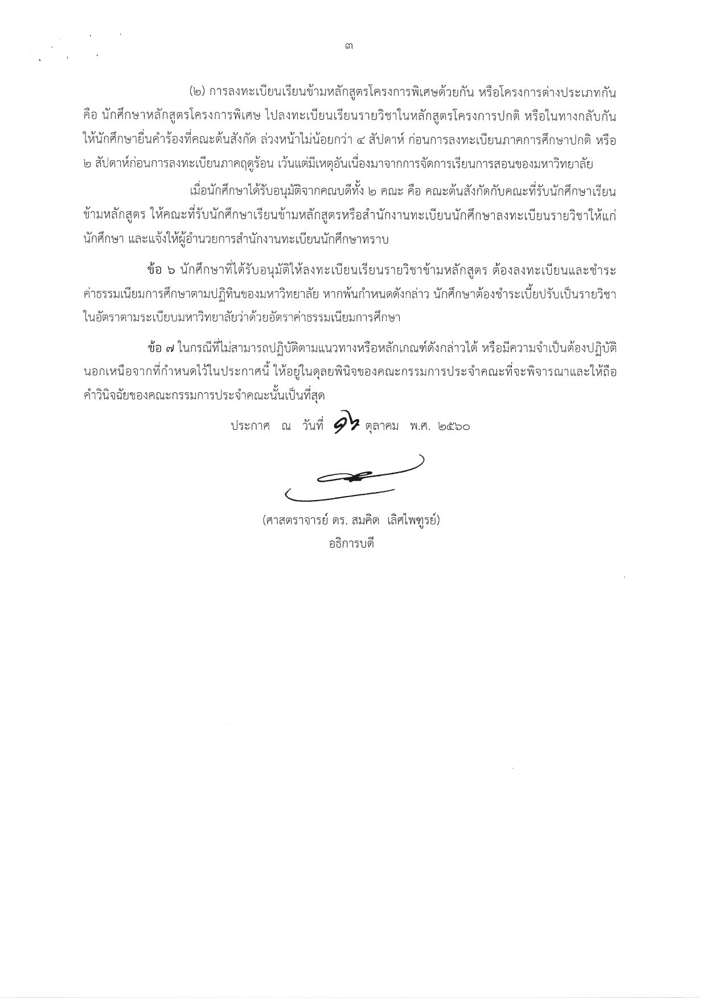 ๓
(๒) การลงทะเบียนเรียนข้ามหลักสูตรโครงการพิเศษด้วยกัน หรือโครงการต่างประเภทกัน
คือ นักศึกษาหลักสูตรโครงการพิเศษ ไปลงทะเบียนเรียนรายวิชาในหลักสูตรโครงการปกติ หรือในทางกลับกัน
ให้นักศึกษายื่นคำร้องที่คณะต้นสังกัด ล่วงหน้าไม่น้อยกว่า ๔ สัปดาห์ ก่อนการลงทะเบียนภาคการศึกษาปกติ หรือ
๒ สัปดาห์ก่อนการลงทะเบียนภาคฤดูร้อน เว้นแต่มีเหตุอันเนื่องมาจากการจัดการเรียนการสอนของมหาวิทยาลัย
เมื่อนักศึกษาได้รับอนุมัติจากคณบดีทั้ง ๒ คณะ คือ คณะต้นสังกัดกับคณะที่รับนักศึกษาเรียน
ข้ามหลักสูตร ให้คณะที่รับนักศึกษาเรียนข้ามหลักสูตรหรือสำนักงานทะเบียนนักศึกษาลงทะเบียนรายวิชาให้แก่
นักศึกษา และแจ้งให้ผู้อำนวยการสำนักงานทะเบียนนักศึกษาทราบ
ข้อ ๖ นักศึกษาที่ได้รับอนุมัติให้ลงทะเบียนเรียนรายวิชาข้ามหลักสูตร ต้องลงทะเบียนและชำระ
ค่าธรรมเนียมการศึกษาตามปฏิทินของมหาวิทยาลัย หากพ้นกำหนดดังกล่าว นักศึกษาต้องชำระเบี้ยปรับเป็นรายวิชา
ในอัตราตามระเบียบมหาวิทยาลัยว่าด้วยอัตราค่าธรรมเนียมการศึกษา
ข้อ ๗ ในกรณีที่ไม่สามารถปฏิบัติตามแนวทางหรือหลักเกณฑ์ดังกล่าวได้ หรือมีความจำเป็นต้องปฏิบัติ
นอกเหนือจากที่กำหนดไว้ในประกาศนี้ ให้อยู่ในดุลยพินิจของคณะกรรมการประจำคณะที่จะพิจารณาและให้ถือ
คำวินิจฉัยของคณะกรรมการประจำคณะนั้นเป็นที่สุด
ประกาศ ณ วันที่ ๑๖ ตุลาคม พ.ศ. ๒๕๖๐
(ศาสตราจารย์ ดร. สมคิด เลิศไพฑูรย์)
อธิการบดี